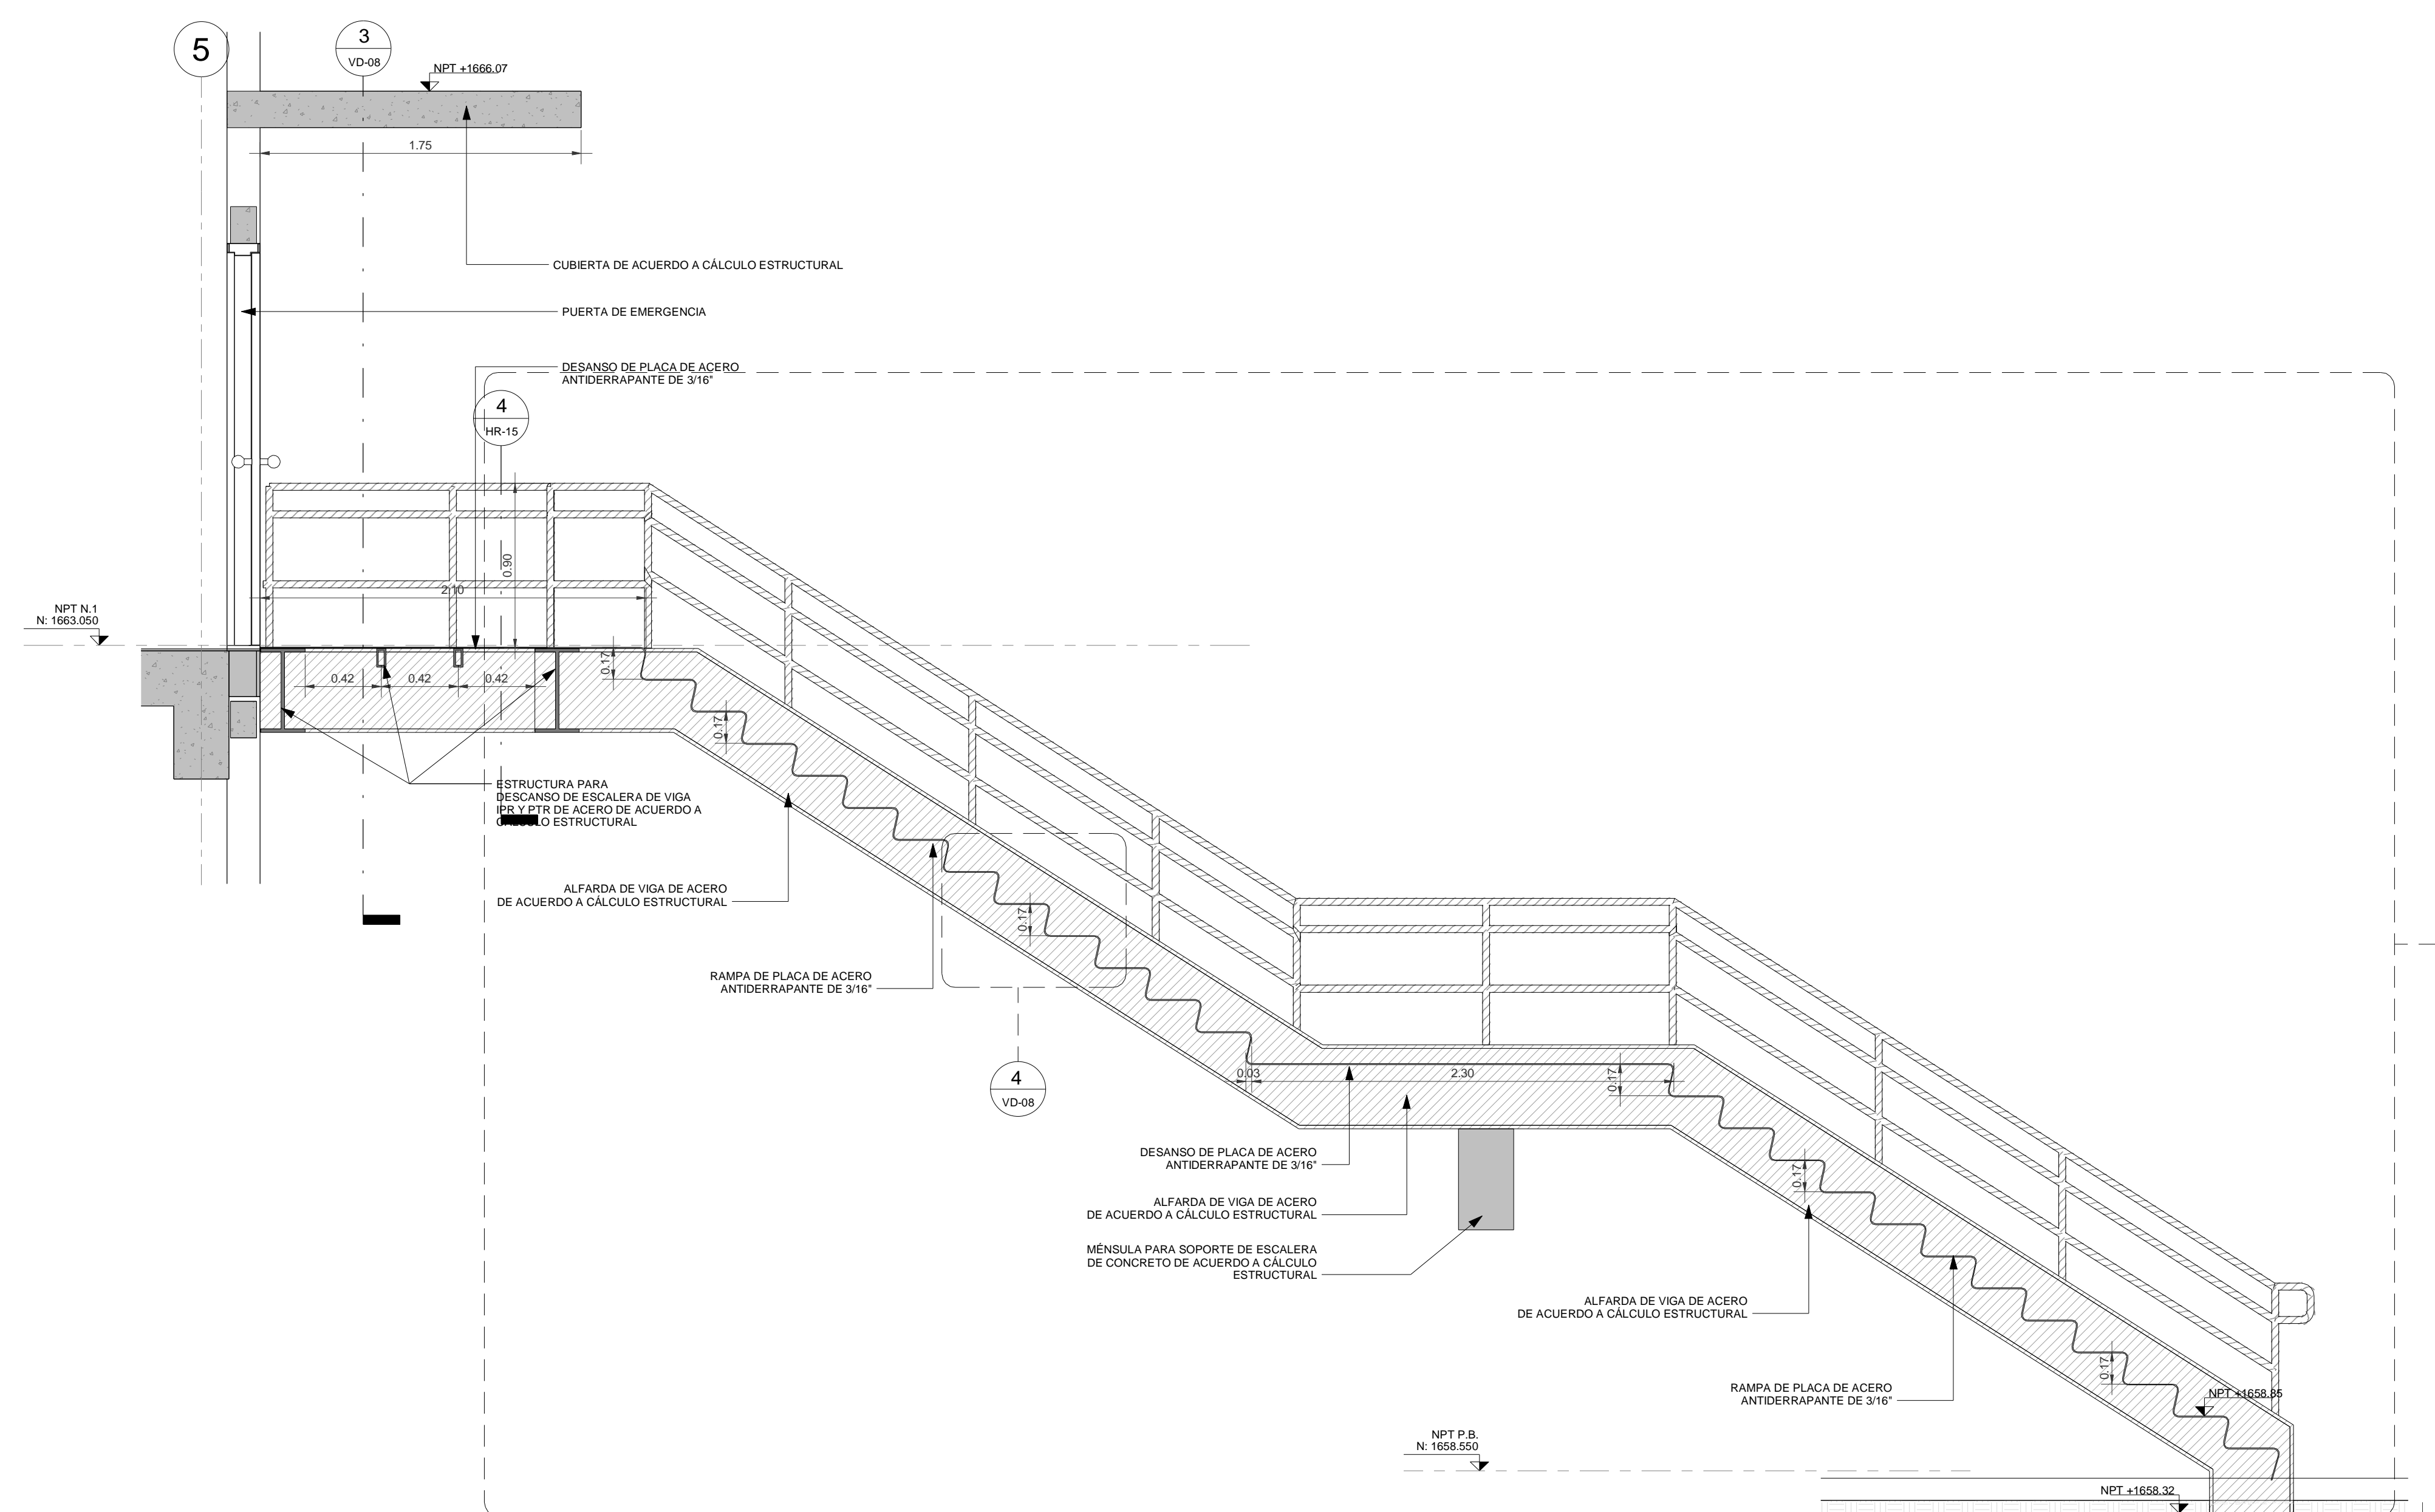 5
3
VD-08
NPT +1666.07
1.75
CUBIERTA DE ACUERDO A CÁLCULO ESTRUCTURAL
PUERTA DE EMERGENCIA
DESANSO DE PLACA DE ACERO
ANTIDERRAPANTE DE 3/16"
4
HR-15
0.90
2.10
NPT N.1
N: 1663.050
0.17
0.42
0.42
0.42
0.17
ESTRUCTURA PARA
DESCANSO DE ESCALERA DE VIGA
IPR Y PTR DE ACERO DE ACUERDO A
CÁLCULO ESTRUCTURAL
ALFARDA DE VIGA DE ACERO
DE ACUERDO A CÁLCULO ESTRUCTURAL
0.17
RAMPA DE PLACA DE ACERO
ANTIDERRAPANTE DE 3/16"
4
VD-08
0.03
2.30
0.17
DESANSO DE PLACA DE ACERO
ANTIDERRAPANTE DE 3/16"
ALFARDA DE VIGA DE ACERO
DE ACUERDO A CÁLCULO ESTRUCTURAL
MÉNSULA PARA SOPORTE DE ESCALERA
DE CONCRETO DE ACUERDO A CÁLCULO
ESTRUCTURAL
0.17
ALFARDA DE VIGA DE ACERO
DE ACUERDO A CÁLCULO ESTRUCTURAL
0.17
RAMPA DE PLACA DE ACERO
ANTIDERRAPANTE DE 3/16"
NPT +1658.85
NPT P.B.
N: 1658.550
NPT +1658.32